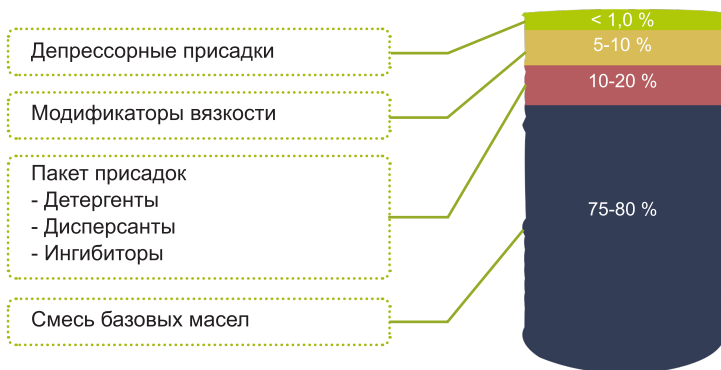 Депрессорные присадки
Модификаторы вязкости
Пакет присадок
- Детергенты
- Дисперсанты
- Ингибиторы
Смесь базовых масел
< 1,0 %
5-10 %
10-20 %
75-80 %